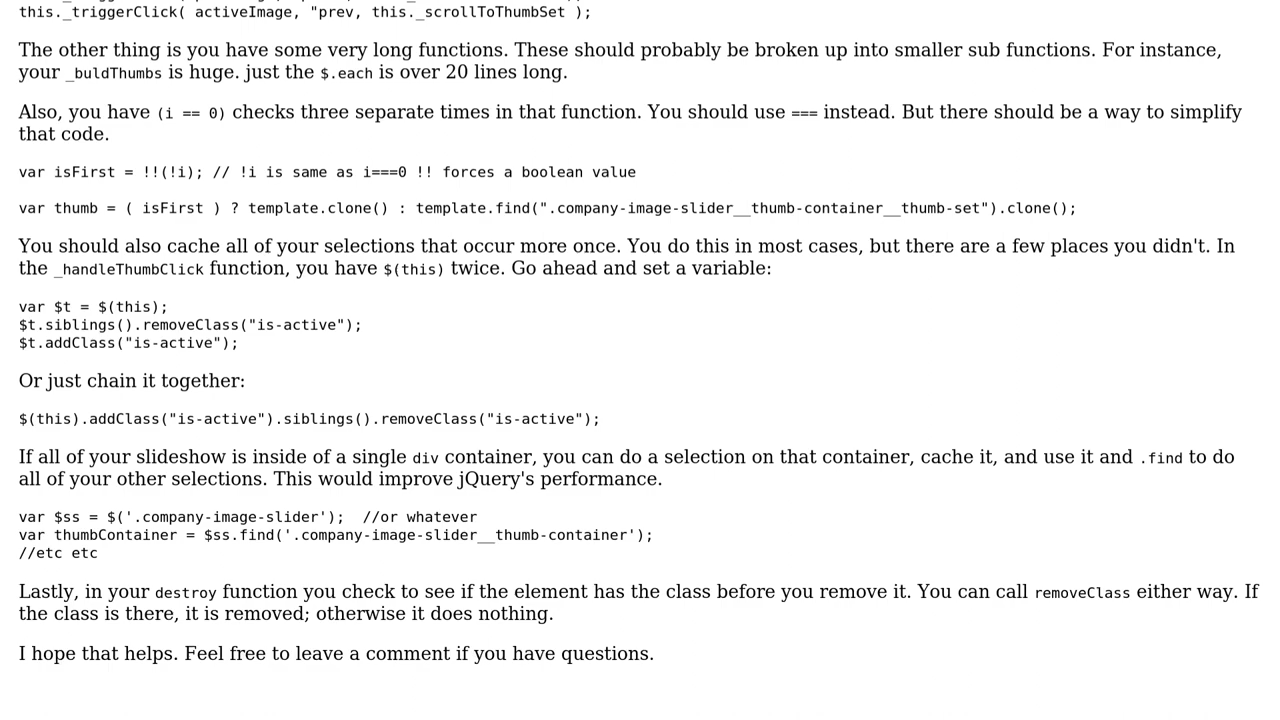 this._triggerClick( activeImage, "prev, this._scrollToThumbSet );
The other thing is you have some very long functions. These should probably be broken up into smaller sub functions. For instance,
your _buldThumbs is huge. just the $.each is over 20 lines long.
Also, you have (i == 0) checks three separate times in that function. You should use === instead. But there should be a way to simplify
that code.
var isFirst = !!(!i); // !i is same as i===0 !! forces a boolean value
var thumb = ( isFirst ) ? template.clone() : template.find(".company-image-slider__thumb-container__thumb-set").clone();
You should also cache all of your selections that occur more once. You do this in most cases, but there are a few places you didn't. In
the _handleThumbClick function, you have $(this) twice. Go ahead and set a variable:
var $t = $(this);
$t.siblings().removeClass("is-active");
$t.addClass("is-active");
Or just chain it together:
$(this).addClass("is-active").siblings().removeClass("is-active");
If all of your slideshow is inside of a single div container, you can do a selection on that container, cache it, and use it and .find to do
all of your other selections. This would improve jQuery's performance.
var $ss = $('.company-image-slider');  //or whatever
var thumbContainer = $ss.find('.company-image-slider__thumb-container');
//etc etc
Lastly, in your destroy function you check to see if the element has the class before you remove it. You can call removeClass either way. If
the class is there, it is removed; otherwise it does nothing.
I hope that helps. Feel free to leave a comment if you have questions.